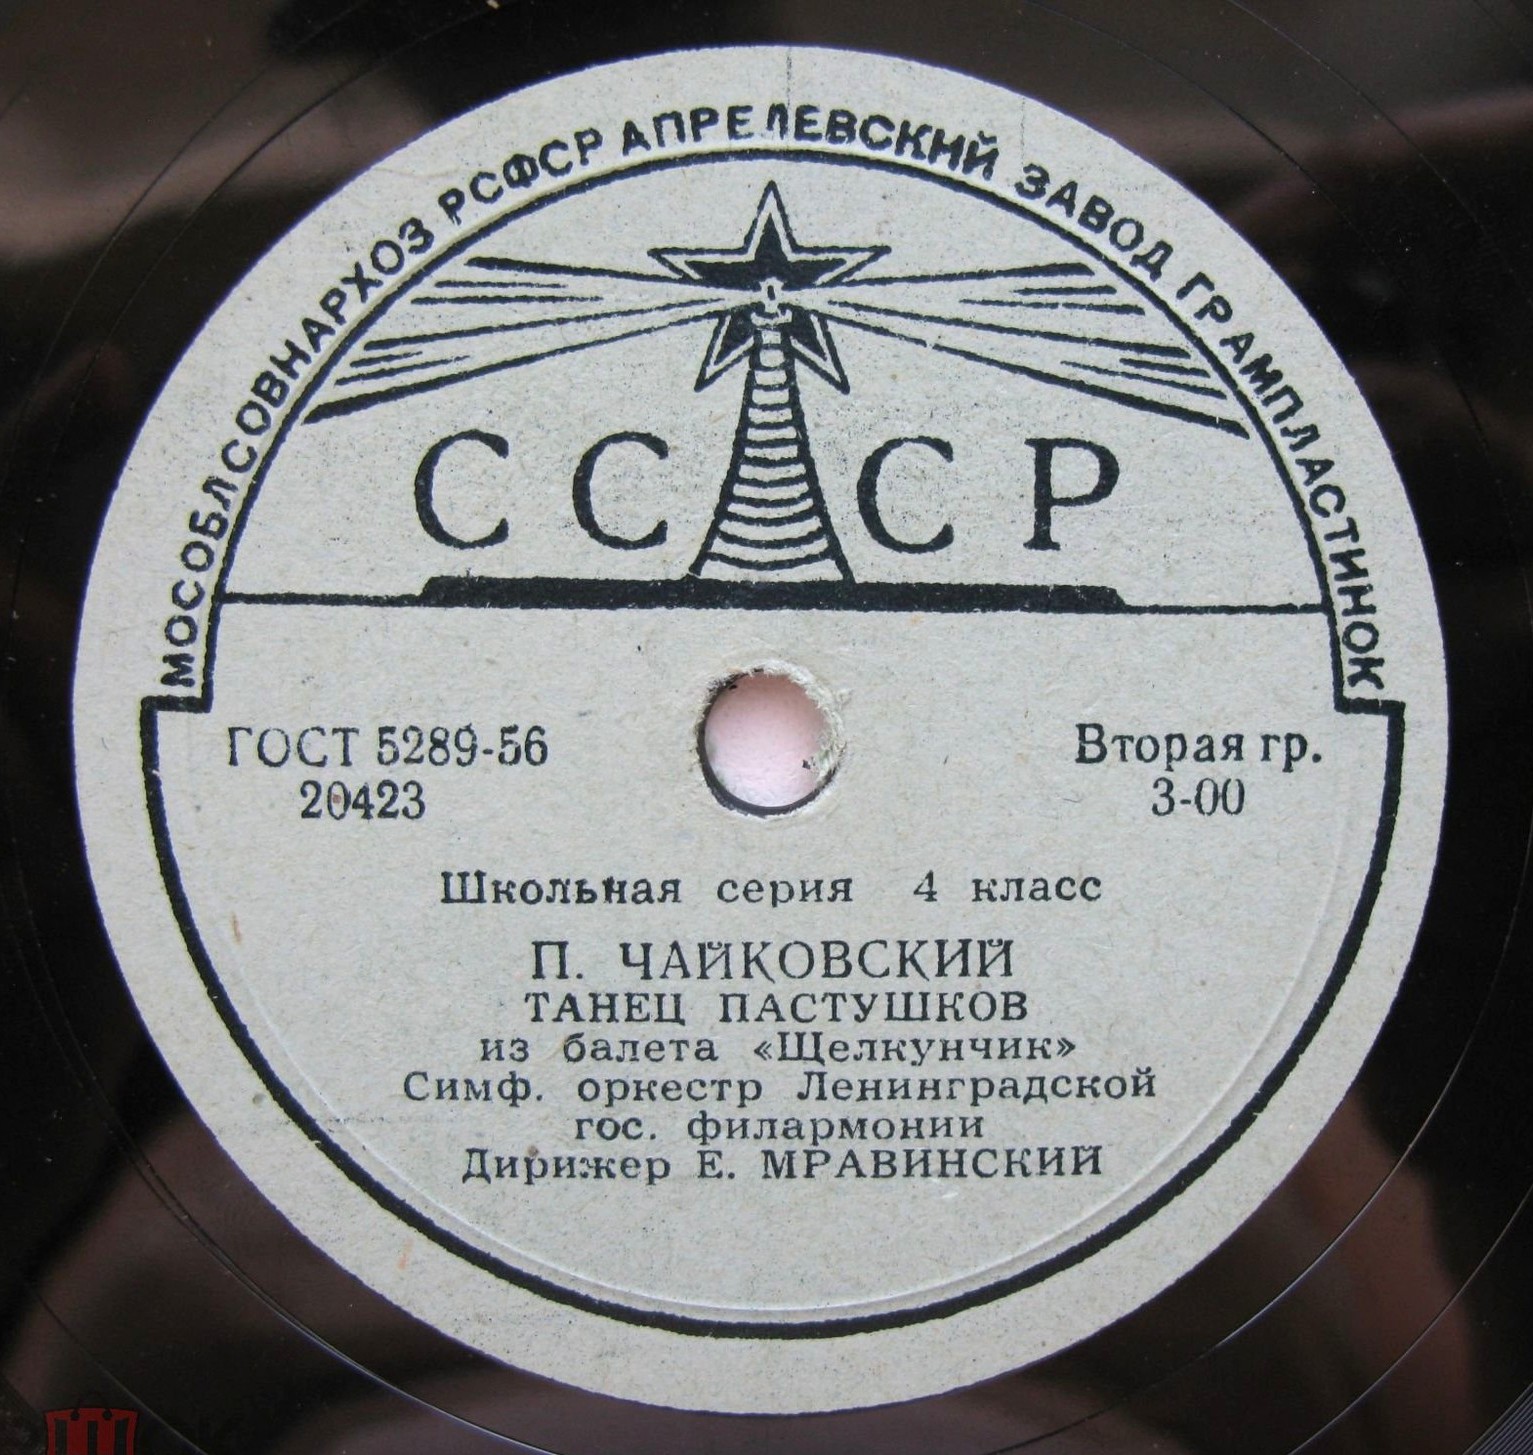 МОСОБЛСОВНАРХОЗ РСФСР АПРЕЛЕВСКИЙ ЗАВОД ГРАМПЛАСТИНОК
СССР
ГОСТ 5289-56
20423
Вторая гр.
3-00
Школьная серия 4 класс
П. ЧАЙКОВСКИЙ
ТАНЕЦ ПАСТУШКОВ
из балета «Щелкунчик»
Симф. оркестр Ленинградской
гос. филармонии
Дирижер Е. МРАВИНСКИЙ